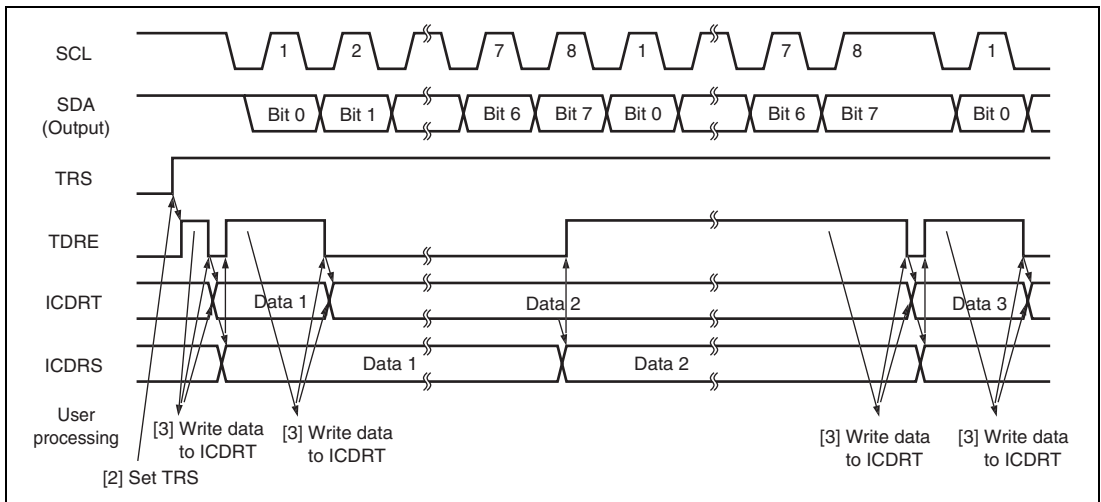 SCL 1 2 7 8 1 7 8 1
SDA
(Output)
Bit 0 Bit 1 Bit 6 Bit 7 Bit 0 Bit 6 Bit 7 Bit 0
TRS
TDRE
ICDRT Data 1 Data 2 Data 3
ICDRS Data 1 Data 2
User
processing
[3] Write data
to ICDRT
[3] Write data
to ICDRT
[3] Write data
to ICDRT
[3] Write data
to ICDRT
[2] Set TRS